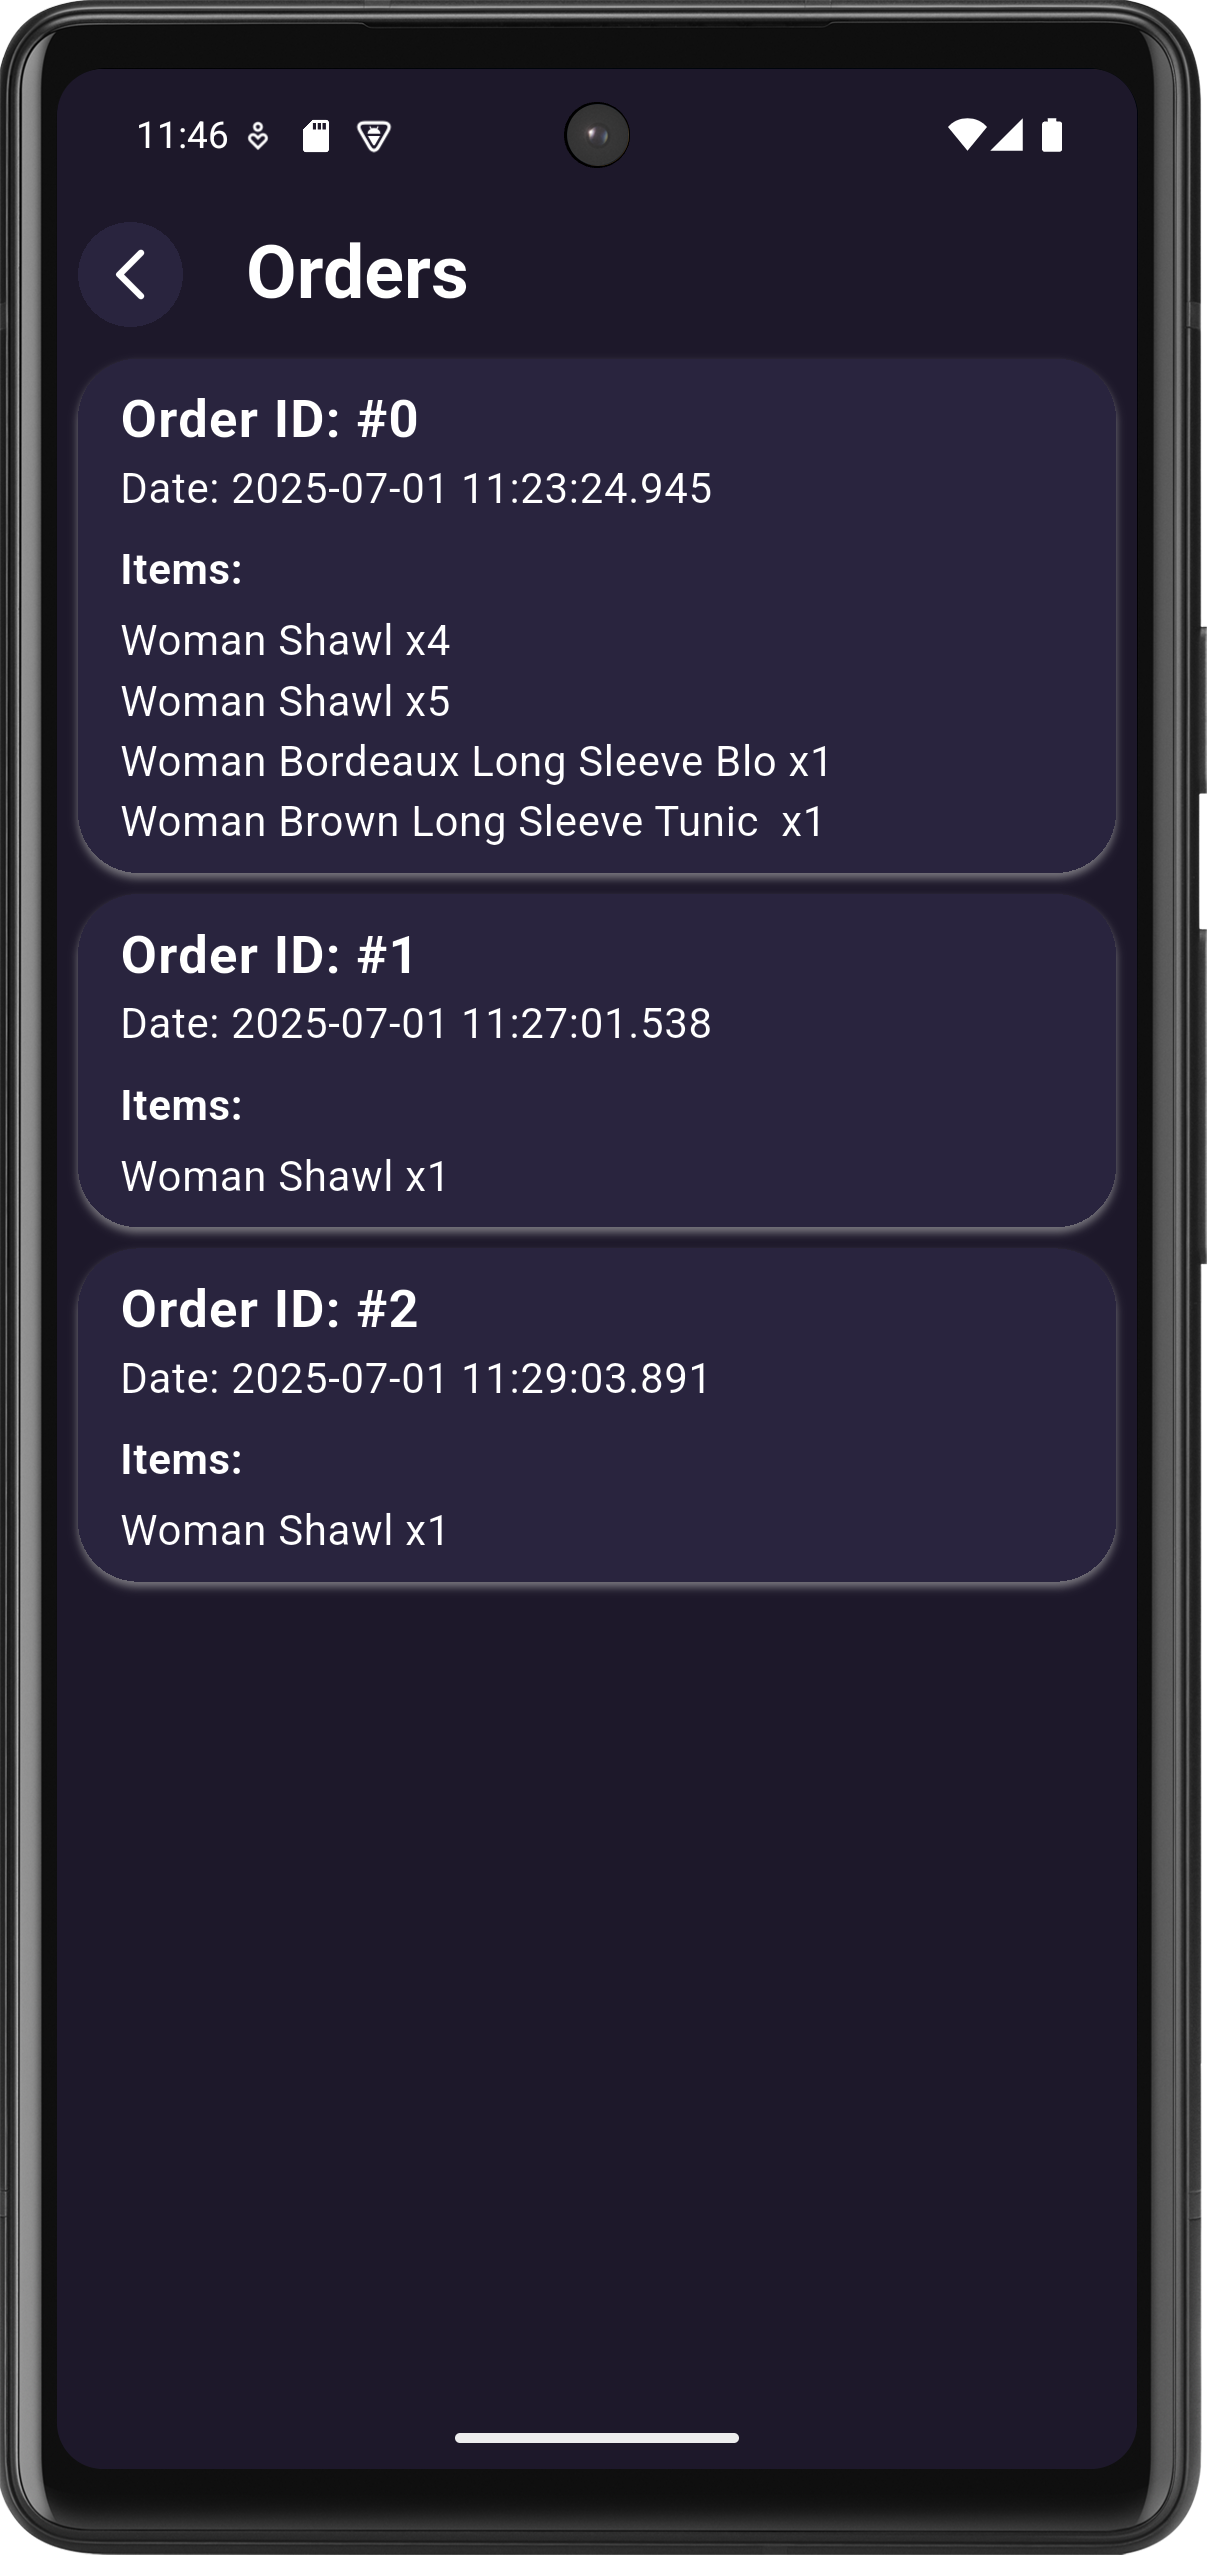 11:46
Orders
Order ID: #0
Date: 2025-07-01 11:23:24.945
Items:
Woman Shawl x4
Woman Shawl x5
Woman Bordeaux Long Sleeve Blo x1
Woman Brown Long Sleeve Tunic  x1
Order ID: #1
Date: 2025-07-01 11:27:01.538
Items:
Woman Shawl x1
Order ID: #2
Date: 2025-07-01 11:29:03.891
Items:
Woman Shawl x1